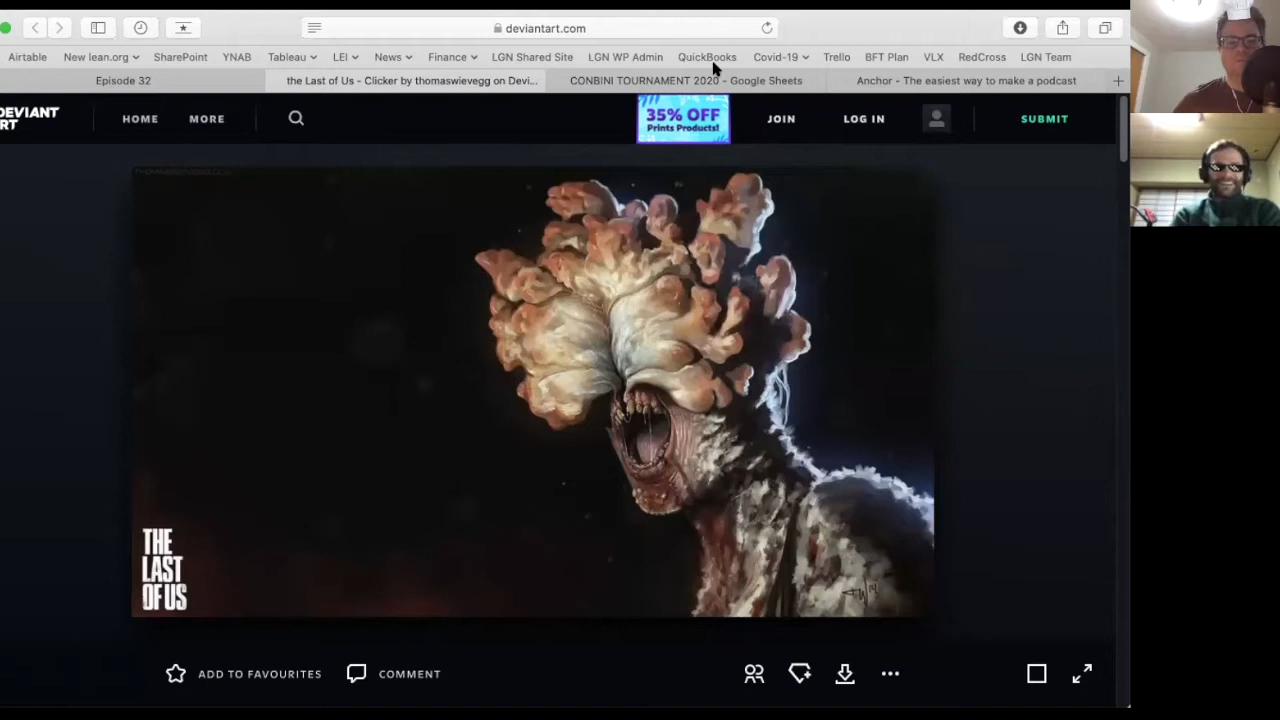 deviantart.com
Airtable New lean.org SharePoint YNAB Tableau LEI News Finance LGN Shared Site LGN WP Admin QuickBooks Covid-19 Trello BFT Plan VLX RedCross LGN Team
Episode 32 the Last of Us - Clicker by thomaswievegg on Devi... CONBINI TOURNAMENT 2020 - Google Sheets Anchor - The easiest way to make a podcast
DEVIANT
ART
HOME MORE
35% OFF
Prints Products!
JOIN LOG IN SUBMIT
THE
LAST
OF US
ADD TO FAVOURITES COMMENT